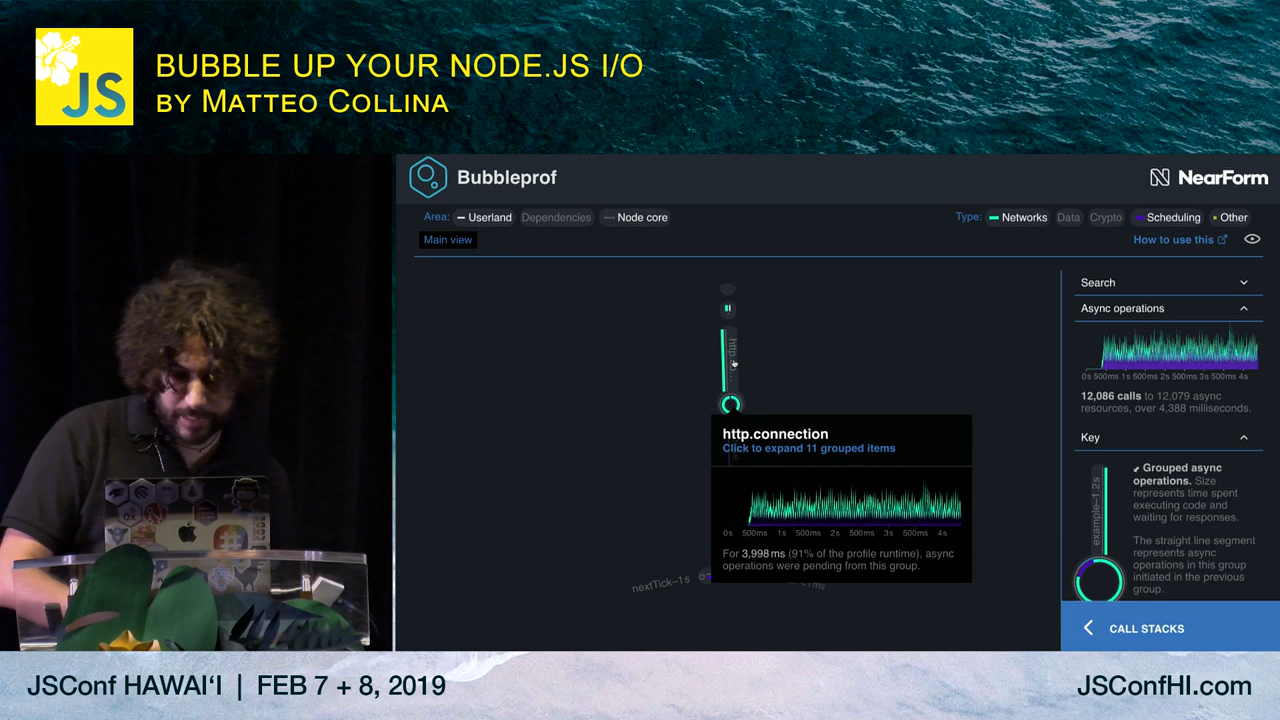 JS
BUBBLE UP YOUR NODE.JS I/O
BY MATTEO COLLINA
Bubbleprof
NearForm
Area: Userland Dependencies Node core
Type: Networks Data Crypto Scheduling Other
Main view
How to use this
Search
Async operations
0s 500ms 1s 500ms 2s 500ms 3s 500ms 4s
12,086 calls to 12,079 async
resources, over 4,388 milliseconds.
Key
Grouped async
operations. Size
represents time spent
executing code and
waiting for responses.
The straight line segment
represents async
operations in this group
initiated in the previous
group.
example–1.2s
CALL STACKS
http.connection
Click to expand 11 grouped items
0s 500ms 1s 500ms 2s 500ms 3s 500ms 4s
For 3,998 ms (91% of the profile runtime), async
operations were pending from this group.
nextTick–1s
JSConf HAWAI‘I | FEB 7 + 8, 2019
JSConfHI.com